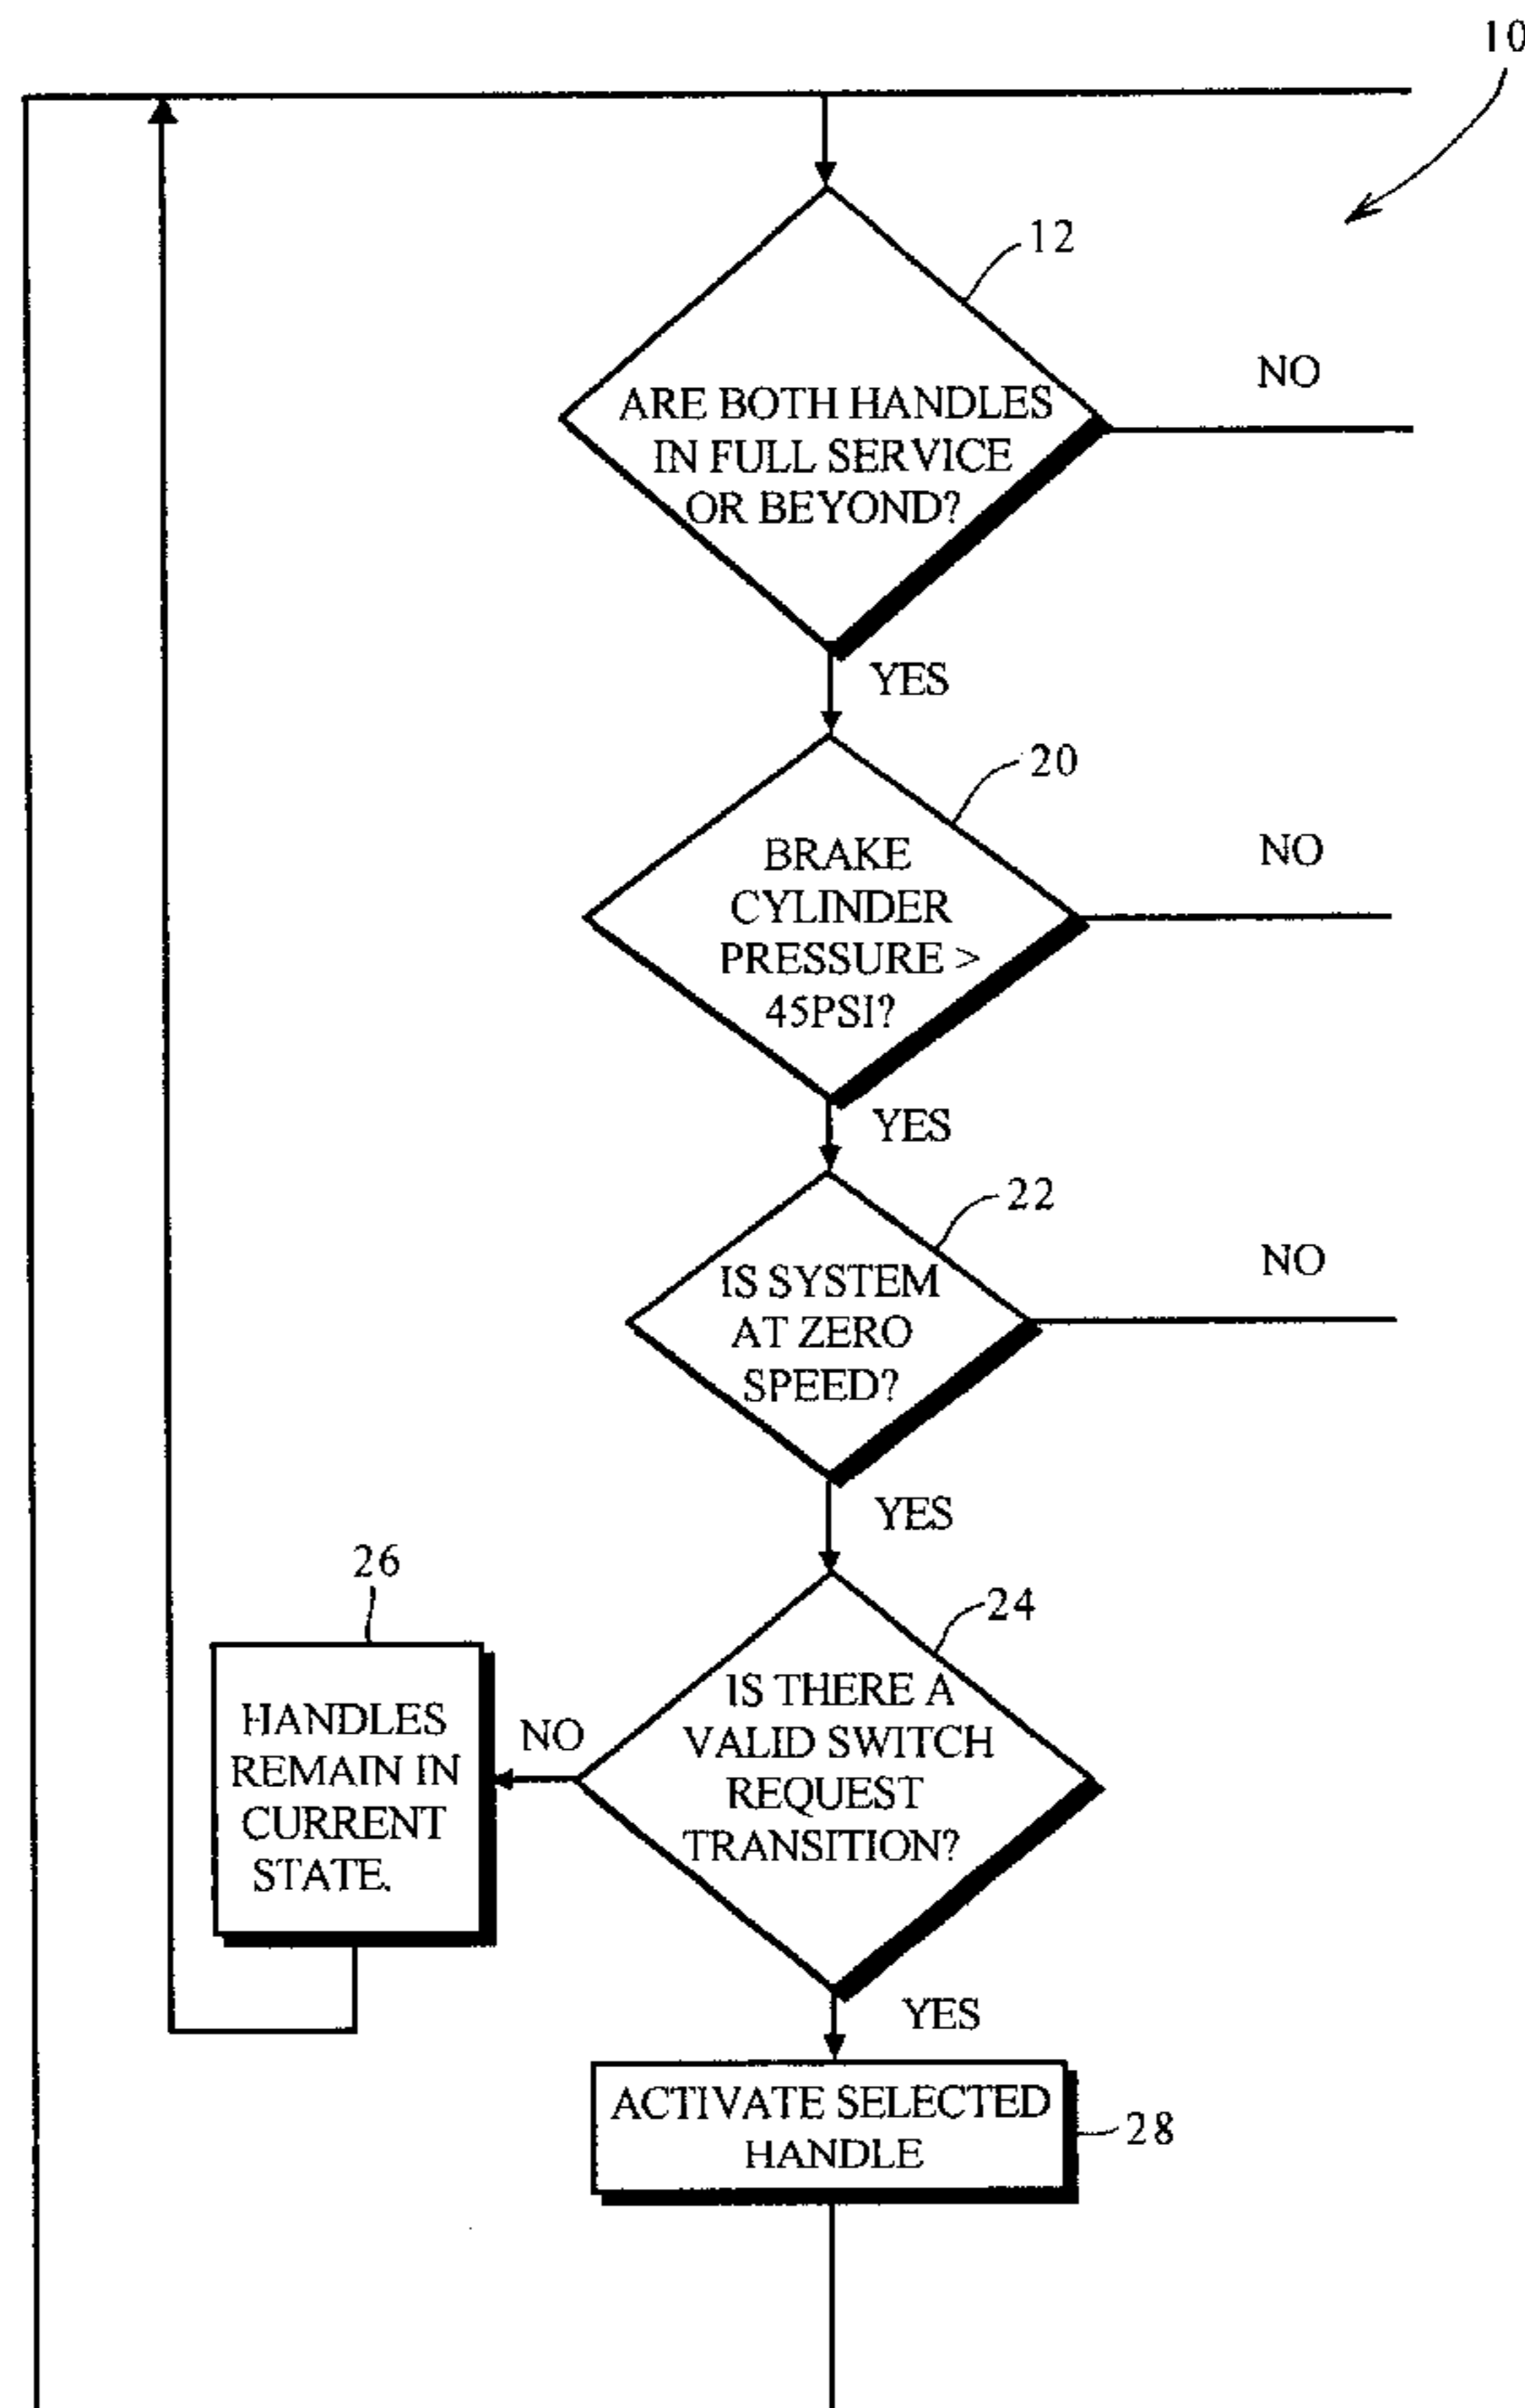 10
12
ARE BOTH HANDLES
IN FULL SERVICE
OR BEYOND?
NO
YES
20
BRAKE
CYLINDER
PRESSURE >
45PSI?
NO
YES
22
IS SYSTEM
AT ZERO
SPEED?
NO
YES
24
IS THERE A
VALID SWITCH
REQUEST
TRANSITION?
NO
26
HANDLES
REMAIN IN
CURRENT
STATE.
YES
ACTIVATE SELECTED
HANDLE
28